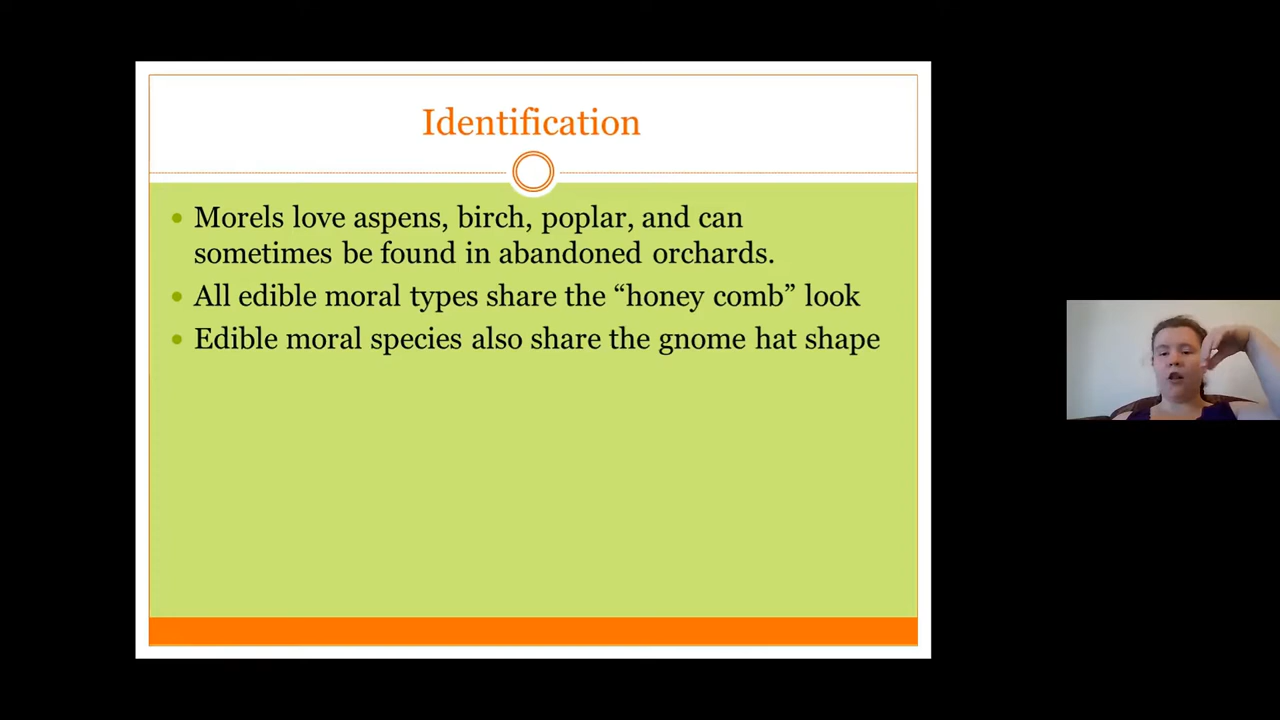 Identification
Morels love aspens, birch, poplar, and can
sometimes be found in abandoned orchards.
All edible moral types share the “honey comb” look
Edible moral species also share the gnome hat shape